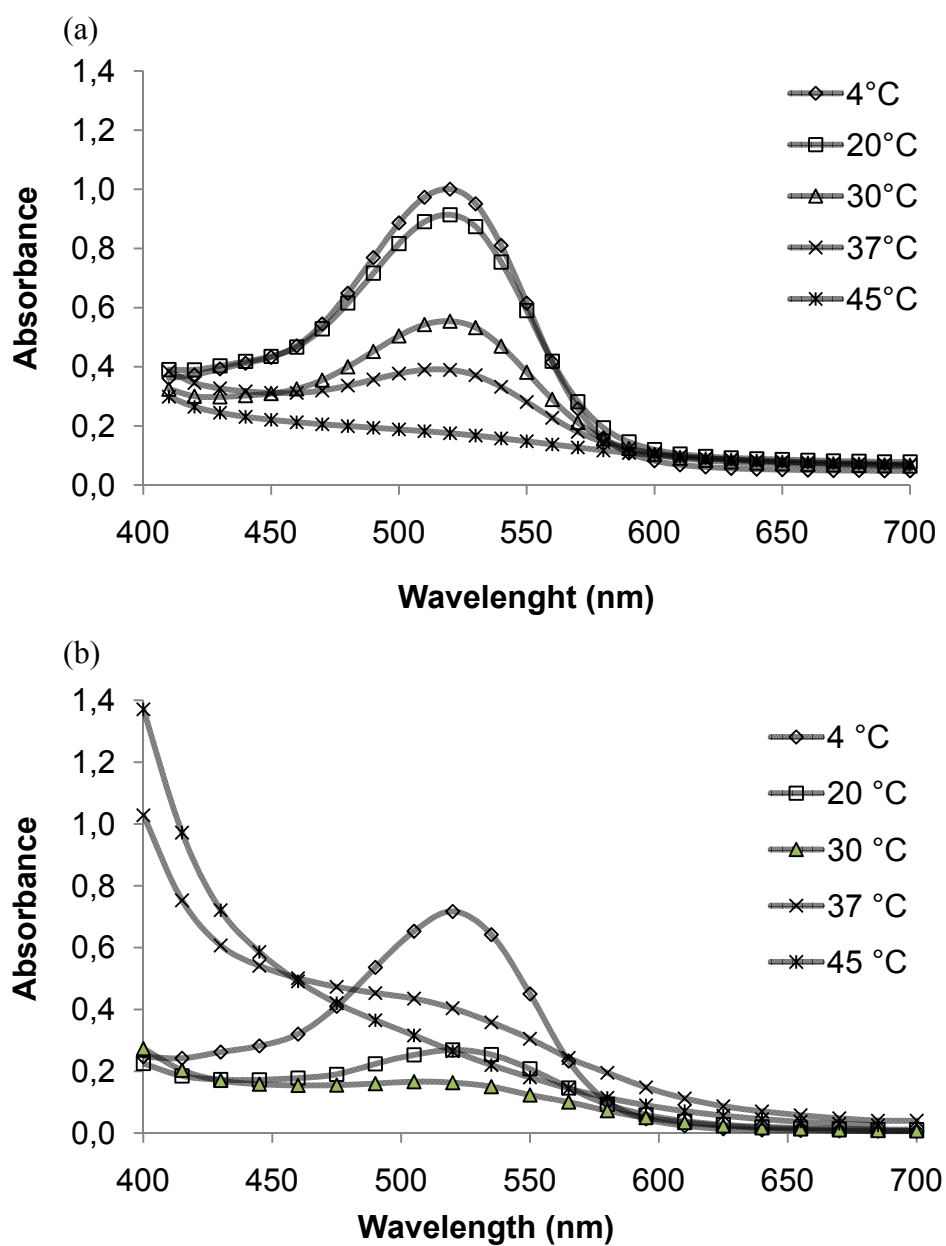 (a)
1,4
1,2
1,0
0,8
0,6
0,4
0,2
0,0
Absorbance
400 450 500 550 600 650 700
Wavelenght (nm)
4°C
20°C
30°C
37°C
45°C
(b)
1,4
1,2
1,0
0,8
0,6
0,4
0,2
0,0
Absorbance
400 450 500 550 600 650 700
Wavelength (nm)
4 °C
20 °C
30 °C
37 °C
45 °C